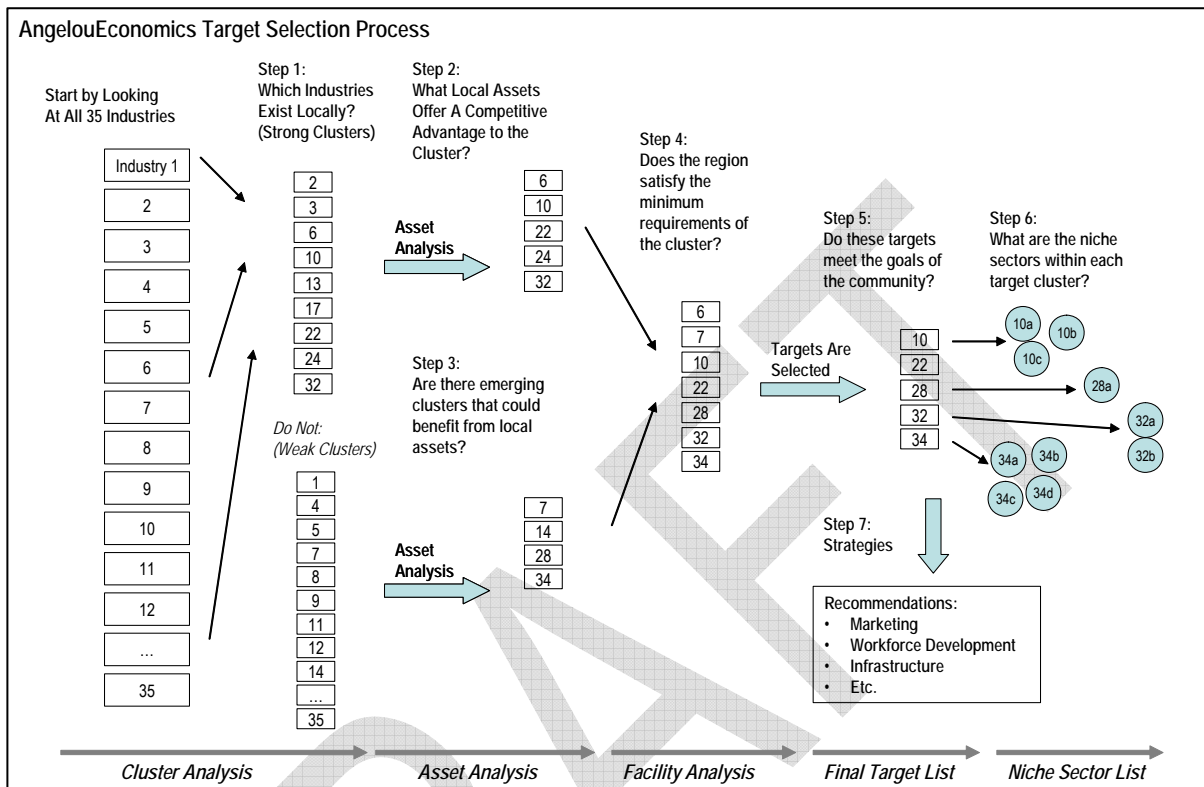 AngelouEconomics Target Selection Process
Start by Looking
At All 35 Industries
Industry 1
2
3
4
5
6
7
8
9
10
11
12
...
35
Step 1:
Which Industries
Exist Locally?
(Strong Clusters)
2
3
6
10
13
17
22
24
32
Do Not:
(Weak Clusters)
1
4
5
7
8
9
11
12
14
...
35
Step 2:
What Local Assets
Offer A Competitive
Advantage to the
Cluster?
Asset
Analysis
6
10
22
24
32
Step 3:
Are there emerging
clusters that could
benefit from local
assets?
Asset
Analysis
7
14
28
34
Step 4:
Does the region
satisfy the
minimum
requirements of
the cluster?
6
7
10
22
28
32
34
Targets Are
Selected
Step 5:
Do these targets
meet the goals of
the community?
10
22
28
32
34
Step 6:
What are the niche
sectors within each
target cluster?
10a
10b
10c
28a
32a
32b
34a
34b
34c
34d
Step 7:
Strategies
Recommendations:
• Marketing
• Workforce Development
• Infrastructure
• Etc.
Cluster Analysis
Asset Analysis
Facility Analysis
Final Target List
Niche Sector List
DRAFT